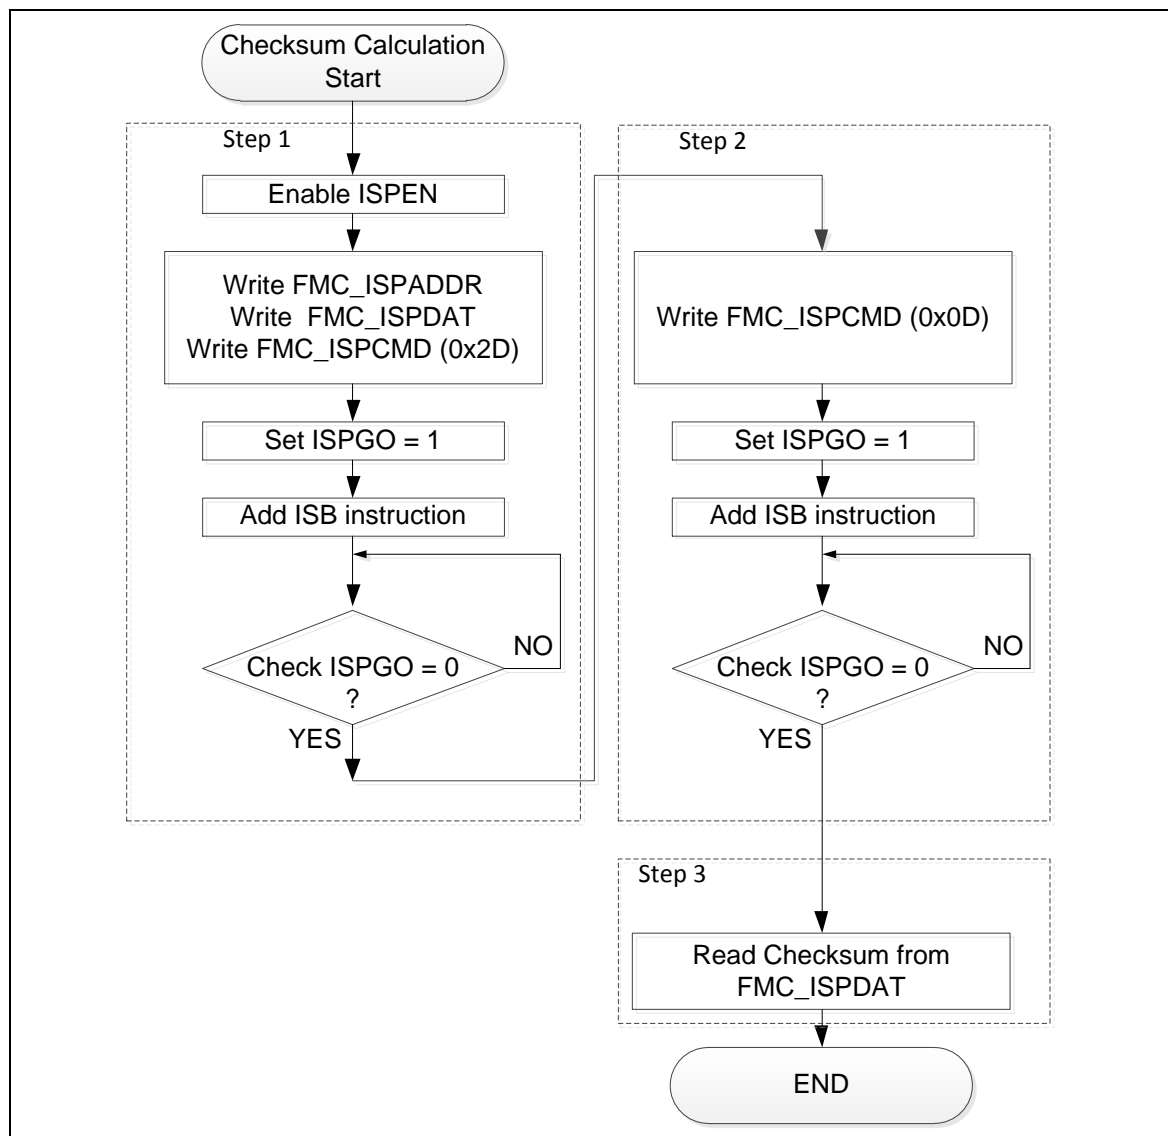 Checksum Calculation
Start
Step 1
Enable ISPEN
Write FMC_ISPADDR
Write  FMC_ISPDAT
Write FMC_ISPCMD (0x2D)
Set ISPGO = 1
Add ISB instruction
NO
Check ISPGO = 0
?
YES
Step 2
Write FMC_ISPCMD (0x0D)
Set ISPGO = 1
Add ISB instruction
NO
Check ISPGO = 0
?
YES
Step 3
Read Checksum from
FMC_ISPDAT
END